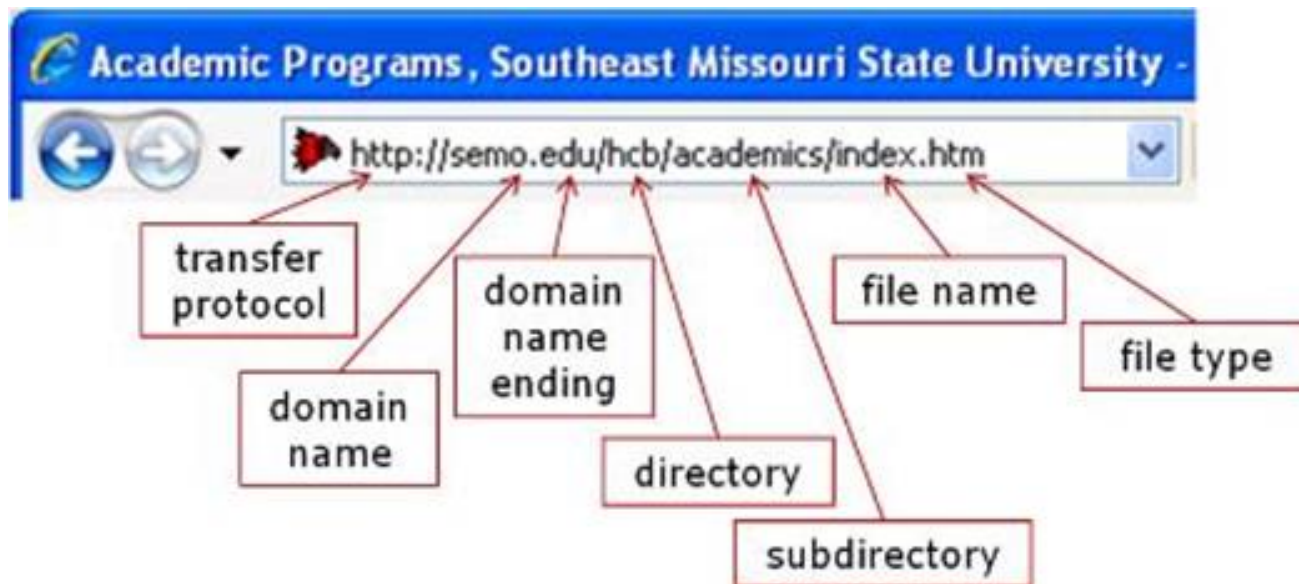 Academic Programs, Southeast Missouri State University -
http://semo.edu/hcb/academics/index.htm
transfer
protocol
domain
name
domain
name
ending
directory
subdirectory
file name
file type